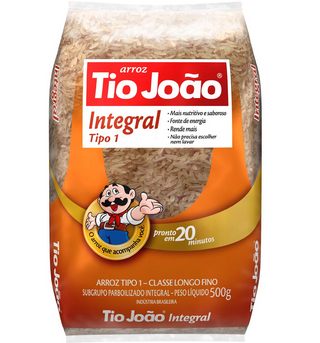 arroz
Tio João®
Integral
Tipo 1
• Mais nutritivo e saboroso
• Fonte de energia
• Rende mais
• Não precisa escolher
nem lavar
pronto em 20
minutos
O arroz que acompanha você.
ARROZ TIPO 1 – CLASSE LONGO FINO
SUBGRUPO PARBOILIZADO INTEGRAL – PESO LÍQUIDO 500g
INDÚSTRIA BRASILEIRA
Tio João Integral